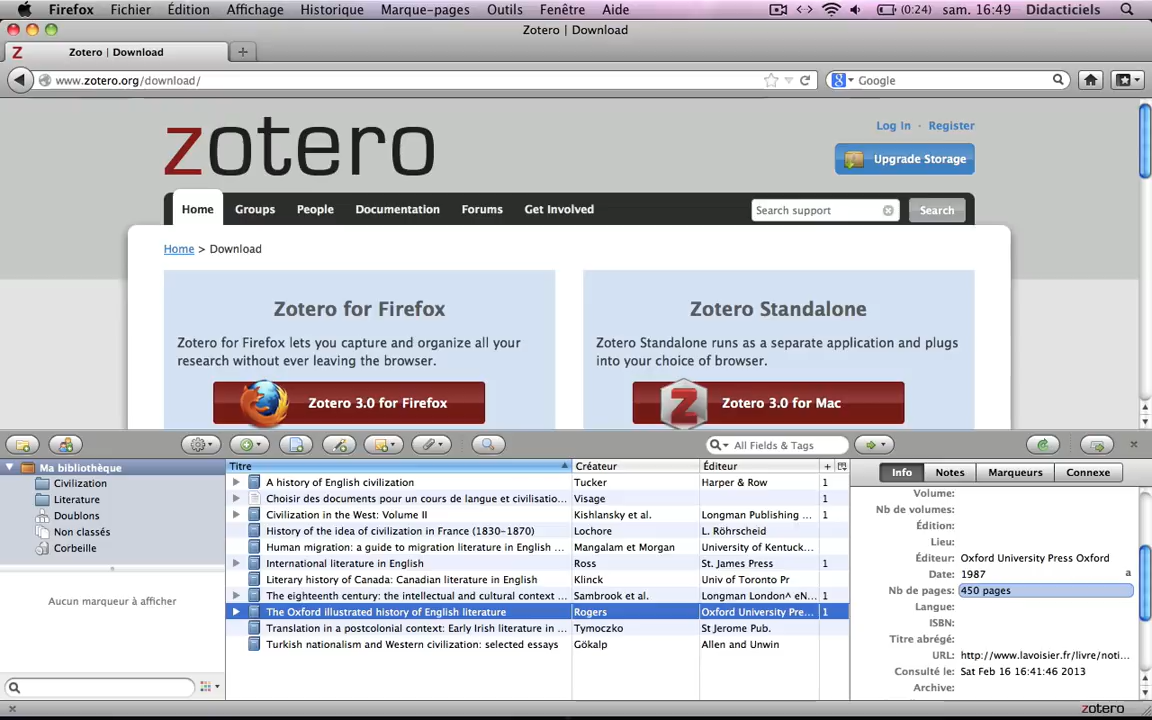 Firefox Fichier Édition Affichage Historique Marque-pages Outils Fenêtre Aide (0:24) sam. 16:49 Didacticiels
Zotero | Download
Z Zotero | Download +
www.zotero.org/download/ Google
zotero
Log In · Register
Upgrade Storage
Home Groups People Documentation Forums Get Involved Search support Search
Home > Download
Zotero for Firefox
Zotero for Firefox lets you capture and organize all your
research without ever leaving the browser.
Zotero 3.0 for Firefox
Zotero Standalone
Zotero Standalone runs as a separate application and plugs
into your choice of browser.
Zotero 3.0 for Mac
All Fields & Tags
Ma bibliothèque
Civilization
Literature
Doublons
Non classés
Corbeille
Aucun marqueur à afficher
Titre Créateur Éditeur +
A history of English civilization Tucker Harper & Row 1
Choisir des documents pour un cours de langue et civilisatio... Visage 1
Civilization in the West: Volume II Kishlansky et al. Longman Publishing ... 1
History of the idea of civilization in France (1830-1870) Lochore L. Röhrscheid
Human migration: a guide to migration literature in English ... Mangalam et Morgan University of Kentuck...
International literature in English Ross St. James Press 1
Literary history of Canada: Canadian literature in English Klinck Univ of Toronto Pr
The eighteenth century: the intellectual and cultural context ... Sambrook et al. Longman London^ eN... 1
The Oxford illustrated history of English literature Rogers Oxford University Pre... 1
Translation in a postcolonial context: Early Irish literature in ... Tymoczko St Jerome Pub.
Turkish nationalism and Western civilization: selected essays Gökalp Allen and Unwin
Info Notes Marqueurs Connexe
Volume:
Nb de volumes:
Édition:
Lieu:
Éditeur: Oxford University Press Oxford
Date: 1987 a
Nb de pages: 450 pages
Langue:
ISBN:
Titre abrégé:
URL: http://www.lavoisier.fr/livre/noti...
Consulté le: Sat Feb 16 16:41:46 2013
Archive:
zotero